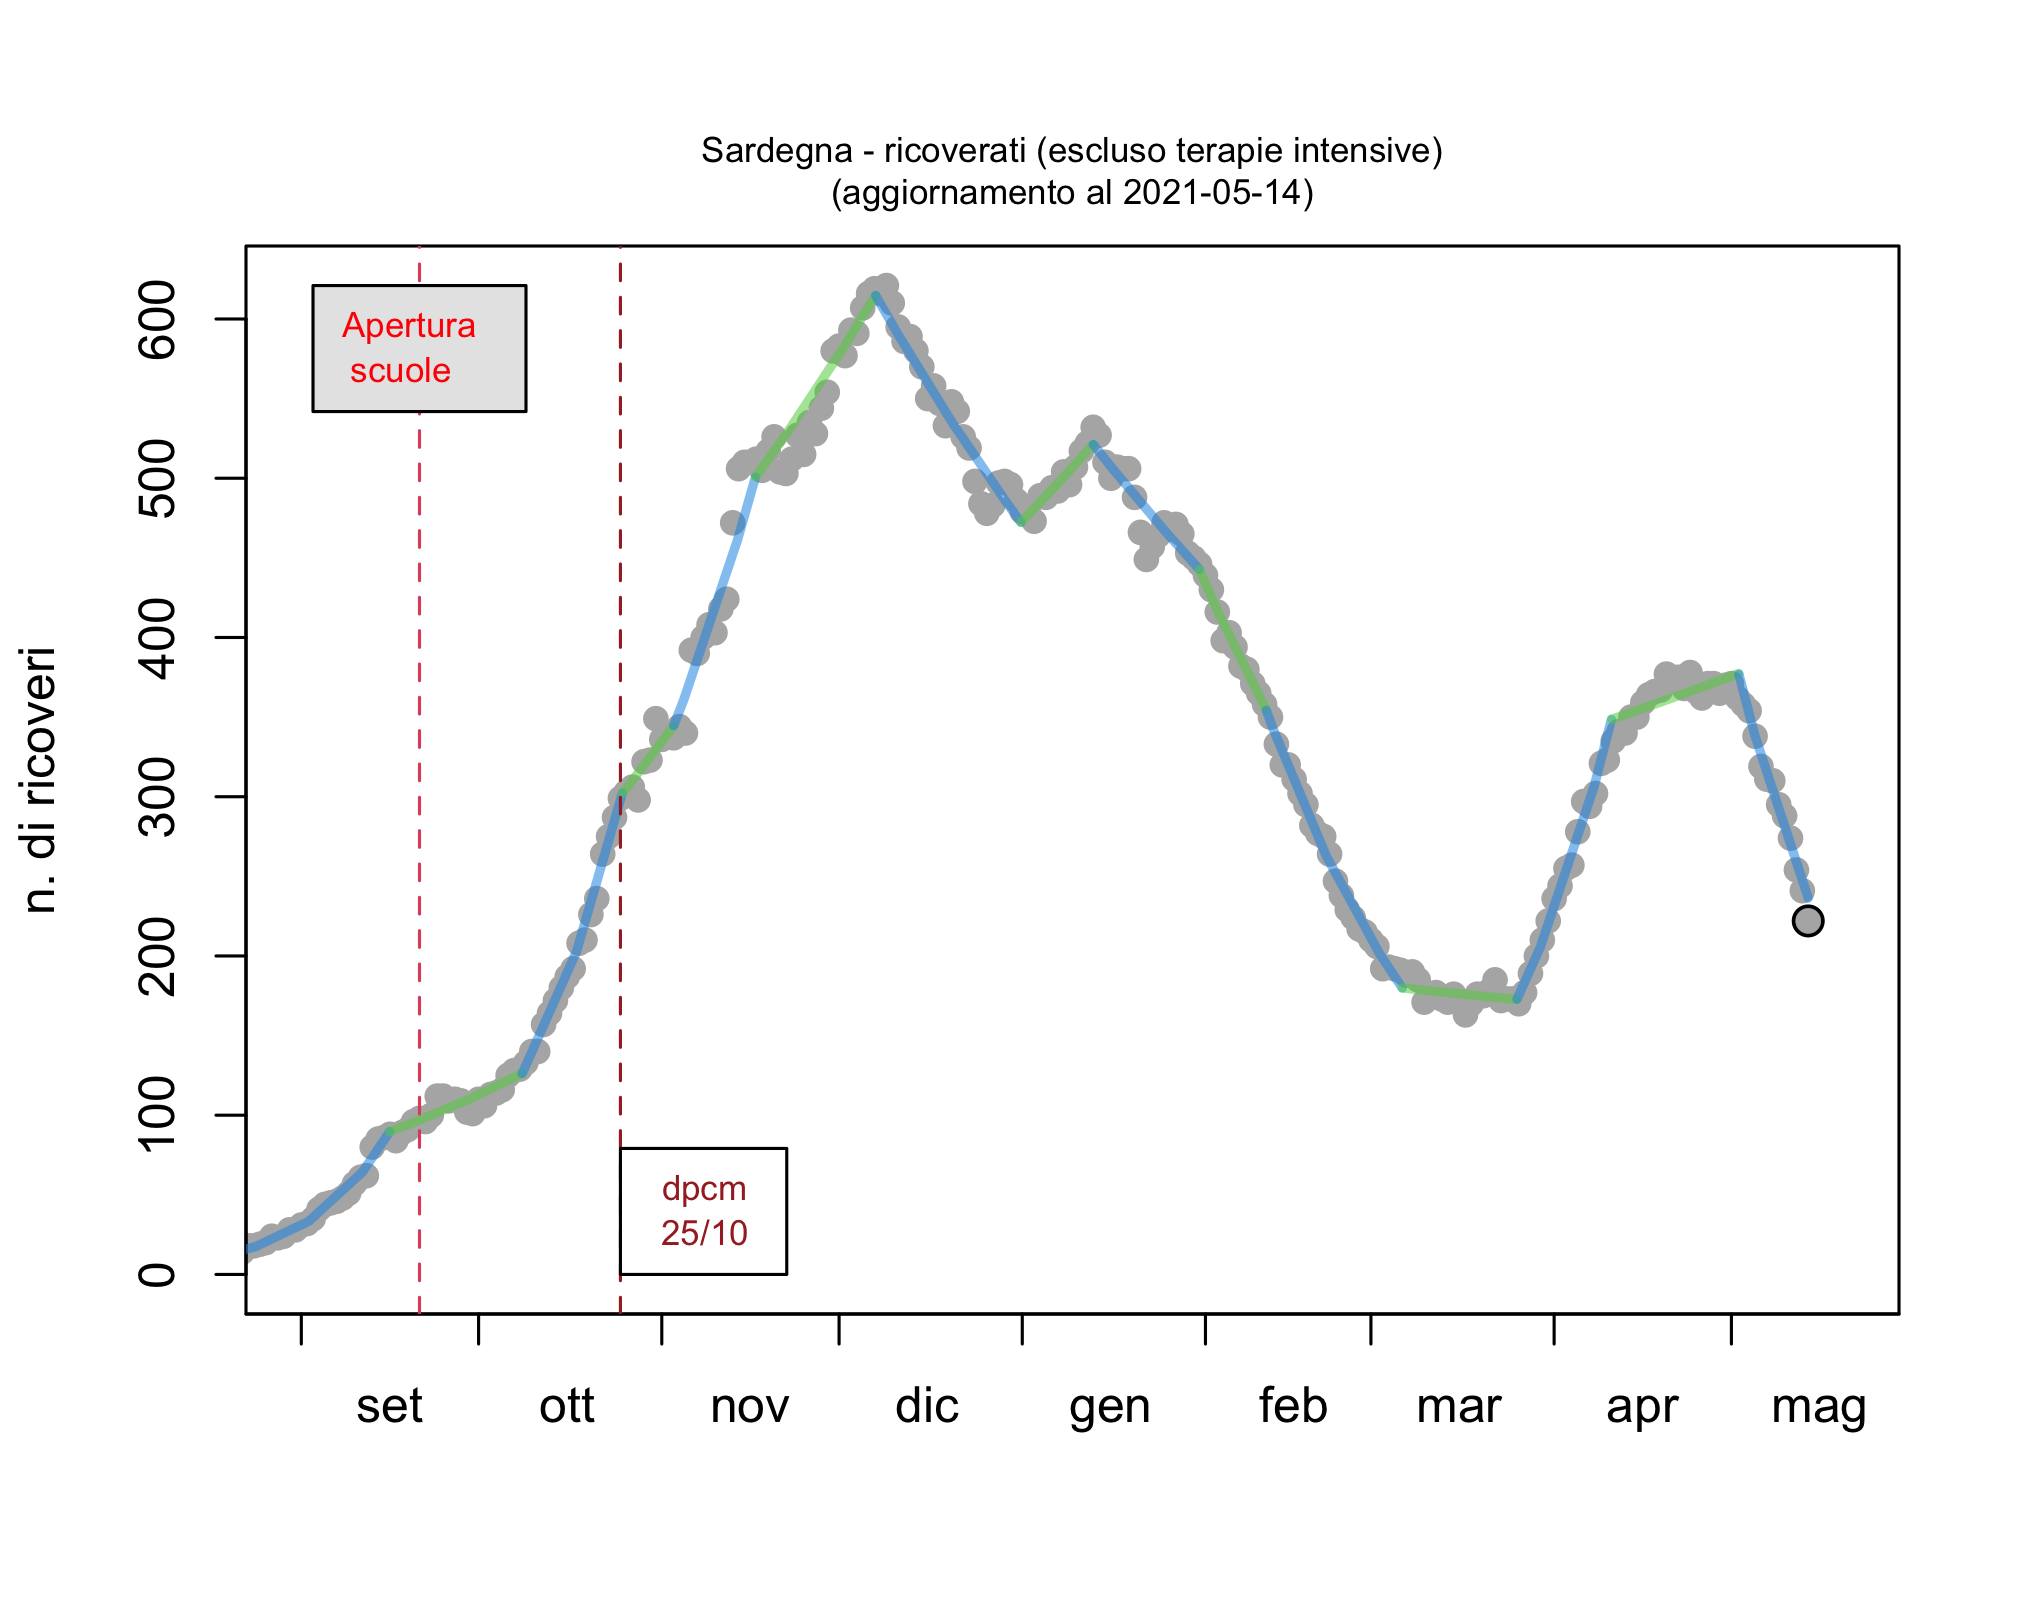 Sardegna - ricoverati (escluso terapie intensive)
(aggiornamento al 2021-05-14)
n. di ricoveri
600
500
400
300
200
100
0
Apertura
scuole
dpcm
25/10
set ott nov dic gen feb mar apr mag